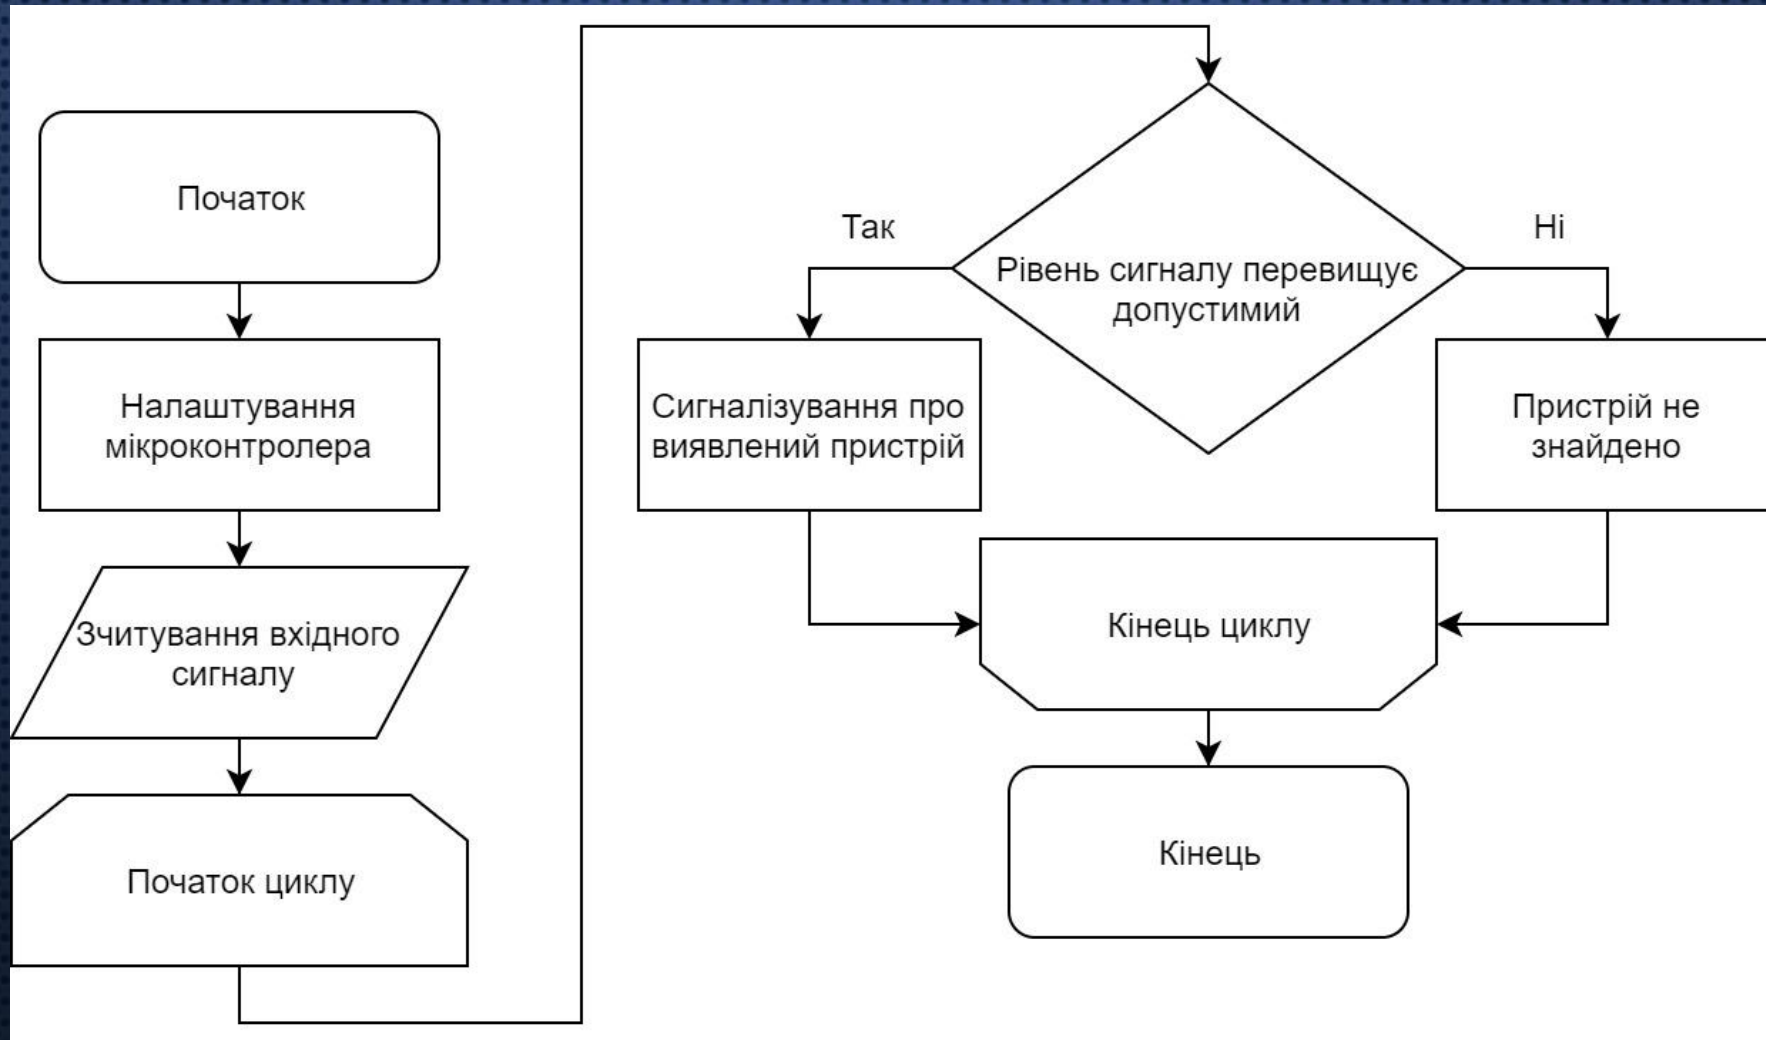 Початок
Налаштування
мікроконтролера
Зчитування вхідного
сигналу
Початок циклу
Рівень сигналу перевищує
допустимий
Так
Ні
Сигналізування про
виявлений пристрій
Пристрій не
знайдено
Кінець циклу
Кінець